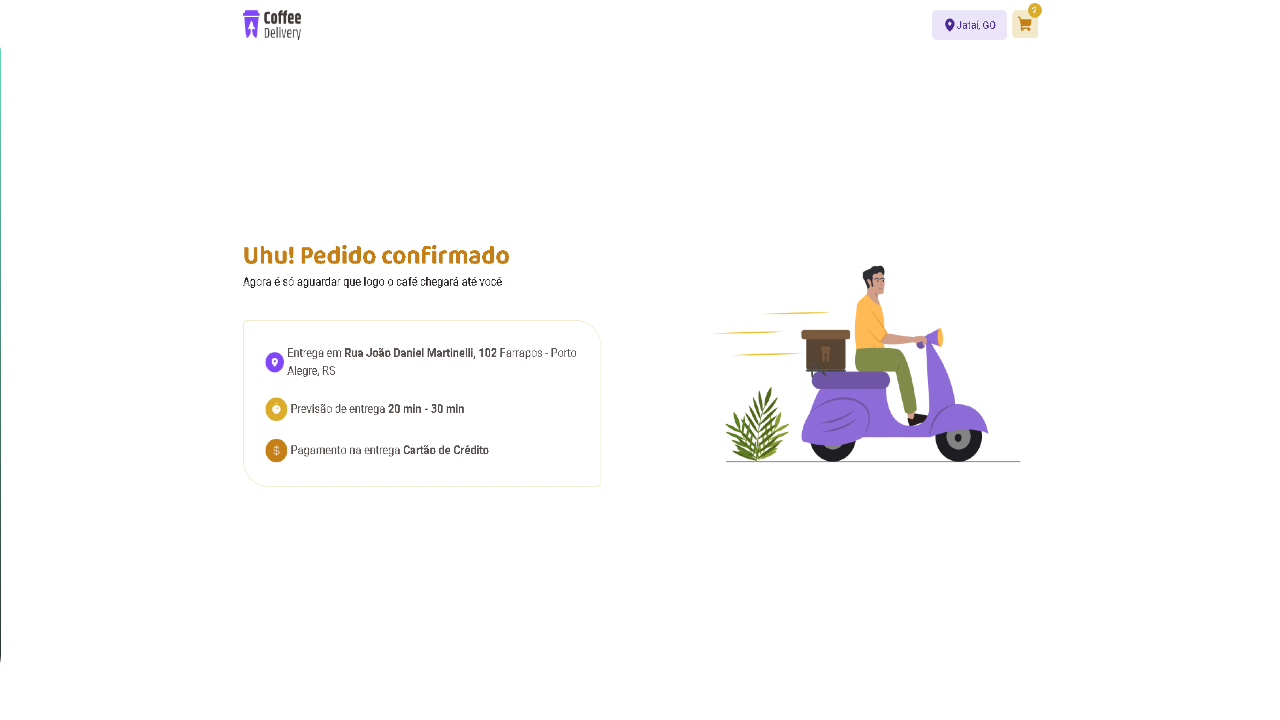 Coffee
Delivery
Jataí, GO
2
Uhu! Pedido confirmado
Agora é só aguardar que logo o café chegará até você
Entrega em Rua João Daniel Martinelli, 102 Farrapos - Porto
Alegre, RS
Previsão de entrega 20 min - 30 min
Pagamento na entrega Cartão de Crédito